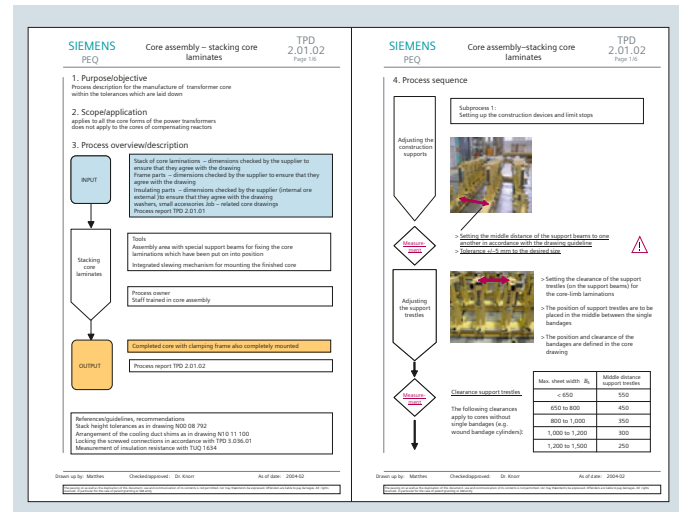 SIEMENS
PEQ
Core assembly – stacking core
laminates
TPD
2.01.02
Page 1/6
1. Purpose/objective
Process description for the manufacture of transformer core
within the tolerances which are laid down
2. Scope/application
applies to all the core forms of the power transformers
does not apply to the cores of compensating reactors
3. Process overview/description
INPUT
Stack of core laminations – dimensions checked by the supplier to
ensure that they agree with the drawing
Frame parts – dimensions checked by the supplier to ensure that they
agree with the drawing
Insulating parts – dimensions checked by the supplier (internal ore
external )to ensure that they agree with the drawing
washers, small accessories Job – related core drawings
Process report TPD 2.01.01
Stacking
core
laminates
Tools
Assembly area with special support beams for fixing the core
laminations which have been put on into position
Integrated slewing mechanism for mounting the finished core
Process owner
Staff trained in core assembly
OUTPUT
Completed core with clamping frame also completely mounted
Process report TPD 2.01.02
References/guidelines, recommendations
Stack height tolerances as in drawing N00 08 792
Arrangement of the cooling duct shims as in drawing N10 11 100
Locking the screwed connections in accordance with TPD 3.036.01
Measurement of insulation resistance with TUQ 1634
Drawn up by: Matthes Checked/approved: Dr. Knorr As of date: 2004-02
SIEMENS
PEQ
Core assembly–stacking core
laminates
TPD
2.01.02
Page 1/6
4. Process sequence
Adjusting the
construction
supports
Subprocess 1:
Setting up the construction devices and limit stops
Measure-
ment
> Setting the middle distance of the support beams to one
another in accordance with the drawing guideline
> Tolerance +/–5 mm to the desired size
Adjusting
the support
trestles
> Setting the clearance of the support
trestles (on the support beams) for
the core-limb laminations
> The position of support trestles are to be
placed in the middle between the single
bandages
> The position and clearance of the
bandages are defined in the core
drawing
Measure-
ment
Clearance support trestles
The following clearances
apply to cores without
single bandages (e.g.
wound bandage cylinders):
Max. sheet width Middle distance
support trestles
< 650 550
650 to 800 450
800 to 1,000 350
1,000 to 1,200 300
1,200 to 1,500 250
Drawn up by: Matthes Checked/approved: Dr. Knorr As of date: 2004-02